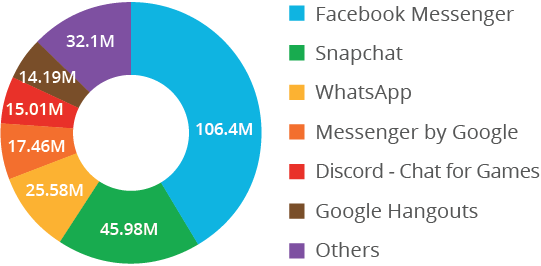 32.1M
14.19M
15.01M
17.46M
25.58M
45.98M
106.4M
Facebook Messenger
Snapchat
WhatsApp
Messenger by Google
Discord - Chat for Games
Google Hangouts
Others